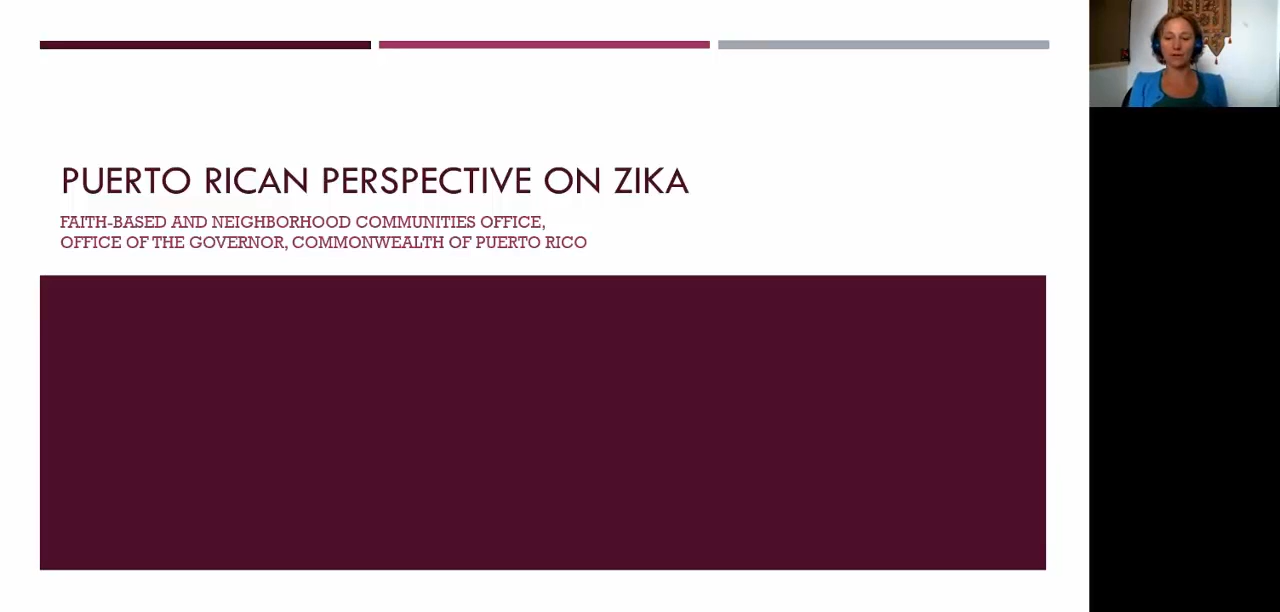 PUERTO RICAN PERSPECTIVE ON ZIKA
FAITH-BASED AND NEIGHBORHOOD COMMUNITIES OFFICE,
OFFICE OF THE GOVERNOR, COMMONWEALTH OF PUERTO RICO